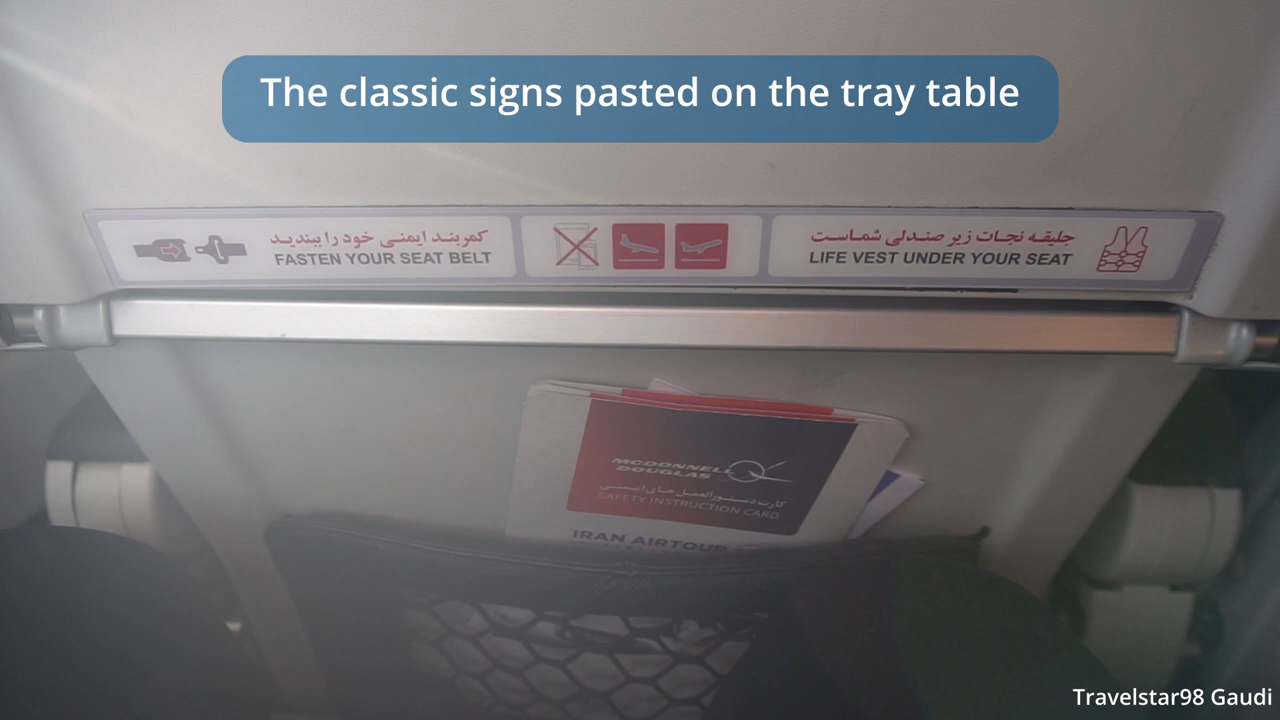 The classic signs pasted on the tray table
کمربند ایمنی خود را ببندید
FASTEN YOUR SEAT BELT
جلیقه نجات زیر صندلی شماست
LIFE VEST UNDER YOUR SEAT
MCDONNELL
DOUGLAS
کارت دستورالعمل های ایمنی
SAFETY INSTRUCTION CARD
IRAN AIRTOUR
Travelstar98 Gaudi